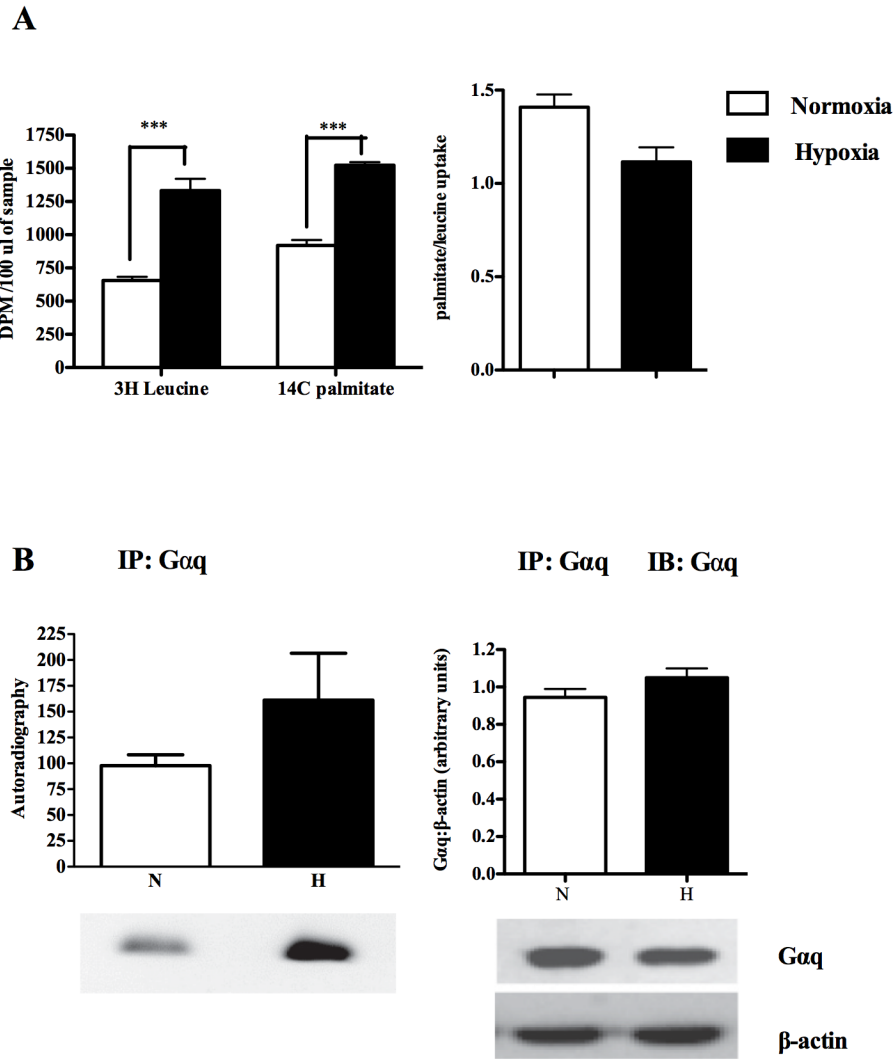 A
DPM /100 ul of sample
1750
1500
1250
1000
750
500
250
0
***
***
3H Leucine
14C palmitate
palmitate/leucine uptake
1.5
1.0
0.5
0.0
Normoxia
Hypoxia
B
IP: Gαq
Autoradiography
225
200
175
150
125
100
75
50
25
0
N
H
IP: Gαq IB: Gαq
Gαq:β-actin (arbitrary units)
1.2
1.0
0.8
0.6
0.4
0.2
0.0
N
H
Gαq
β-actin